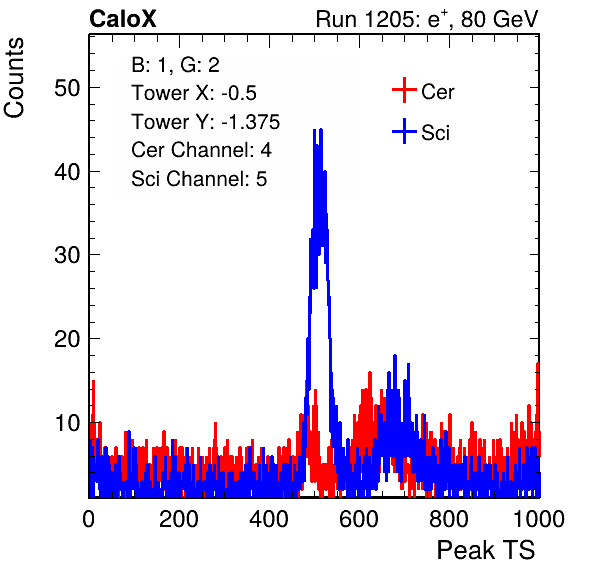 CaloX Run 1205: e⁺, 80 GeV
Counts
B: 1, G: 2
Tower X: -0.5
Tower Y: -1.375
Cer Channel: 4
Sci Channel: 5
Cer
Sci
50
40
30
20
10
0 200 400 600 800 1000
Peak TS